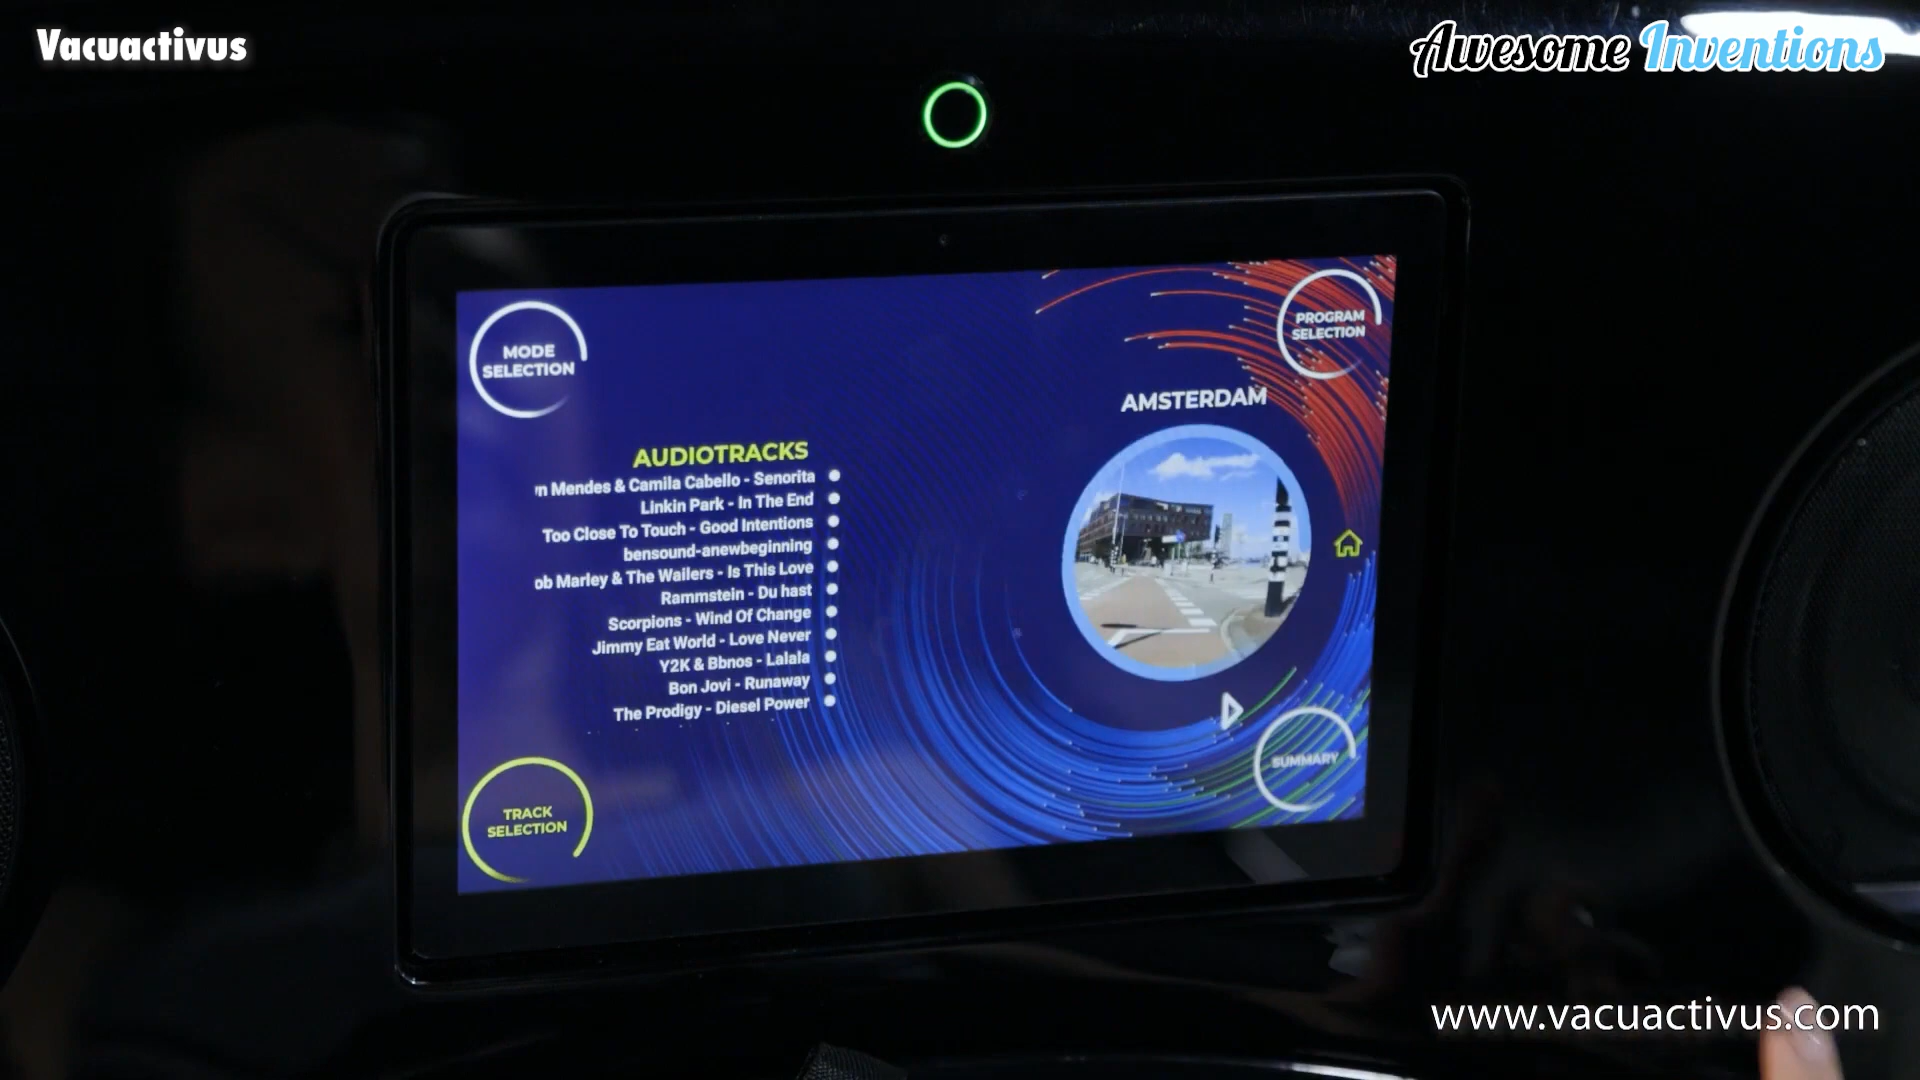 Vacuactivus
Awesome Inventions
MODE
SELECTION
PROGRAM
SELECTION
AMSTERDAM
AUDIOTRACKS
n Mendes & Camila Cabello - Senorita
Linkin Park - In The End
Too Close To Touch - Good Intentions
bensound-anewbeginning
ob Marley & The Wailers - Is This Love
Rammstein - Du hast
Scorpions - Wind Of Change
Jimmy Eat World - Love Never
Y2K & Bbnos - Lalala
Bon Jovi - Runaway
The Prodigy - Diesel Power
TRACK
SELECTION
SUMMARY
www.vacuactivus.com